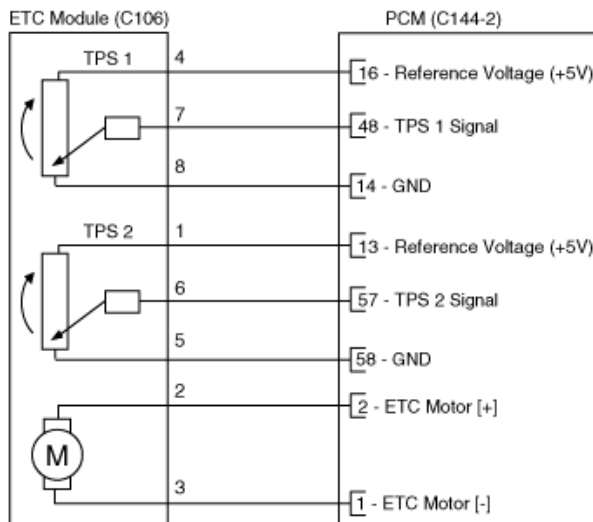 ETC Module (C106) PCM (C144-2)
TPS 1 4 16 - Reference Voltage (+5V)
7 48 - TPS 1 Signal
8 14 - GND
TPS 2 1 13 - Reference Voltage (+5V)
6 57 - TPS 2 Signal
5 58 - GND
2 2 - ETC Motor [+]
M
3 1 - ETC Motor [-]